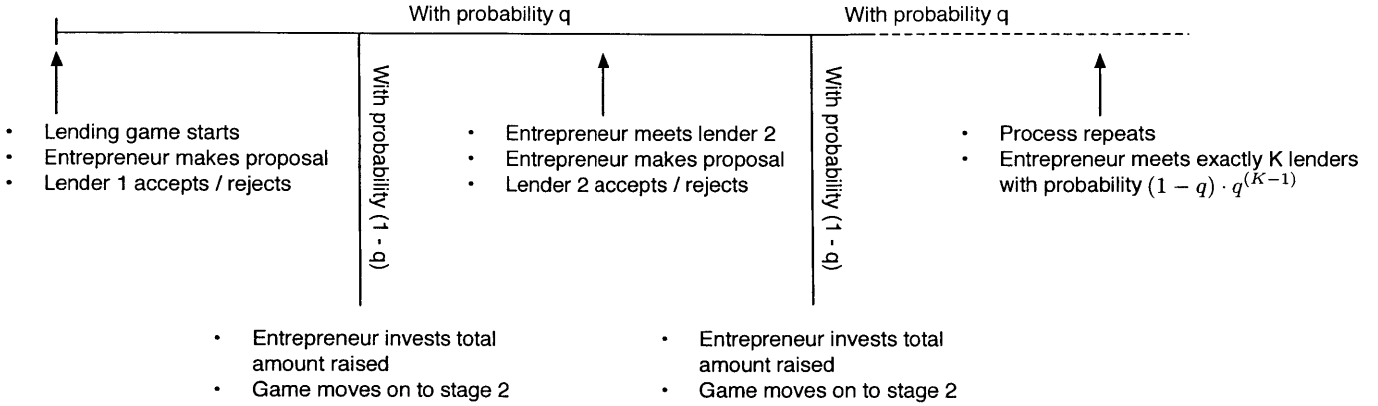 With probability q
With probability q
With probability (1 - q)
With probability (1 - q)
• Lending game starts
• Entrepreneur makes proposal
• Lender 1 accepts / rejects
• Entrepreneur meets lender 2
• Entrepreneur makes proposal
• Lender 2 accepts / rejects
• Process repeats
• Entrepreneur meets exactly K lenders
with probability (1 − q) · q^(K−1)
• Entrepreneur invests total
amount raised
• Game moves on to stage 2
• Entrepreneur invests total
amount raised
• Game moves on to stage 2